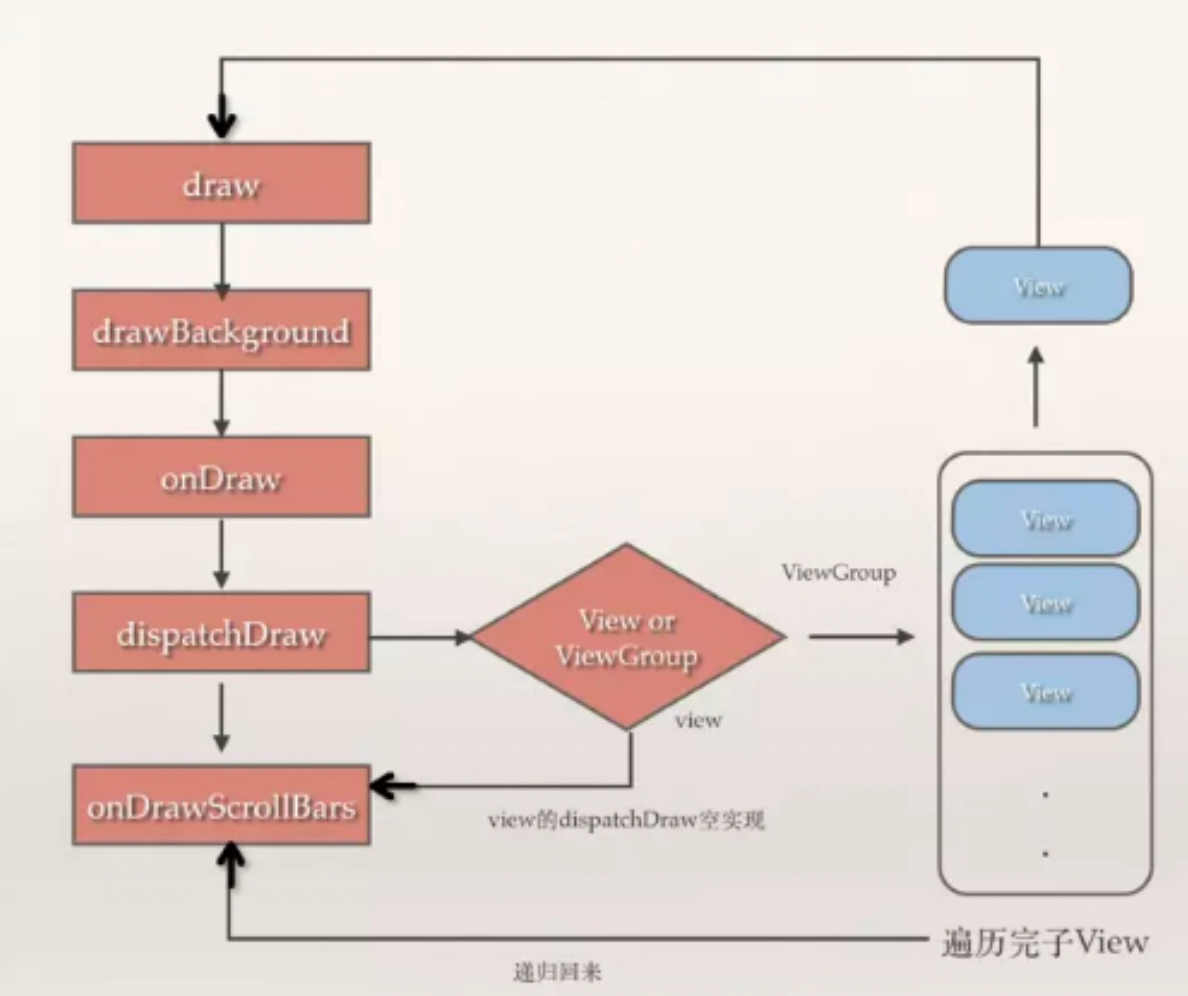 draw
drawBackground
View
onDraw
View
ViewGroup
View
View or
ViewGroup
dispatchDraw
View
view
onDrawScrollBars
view的dispatchDraw空实现
遍历完子View
递归回来